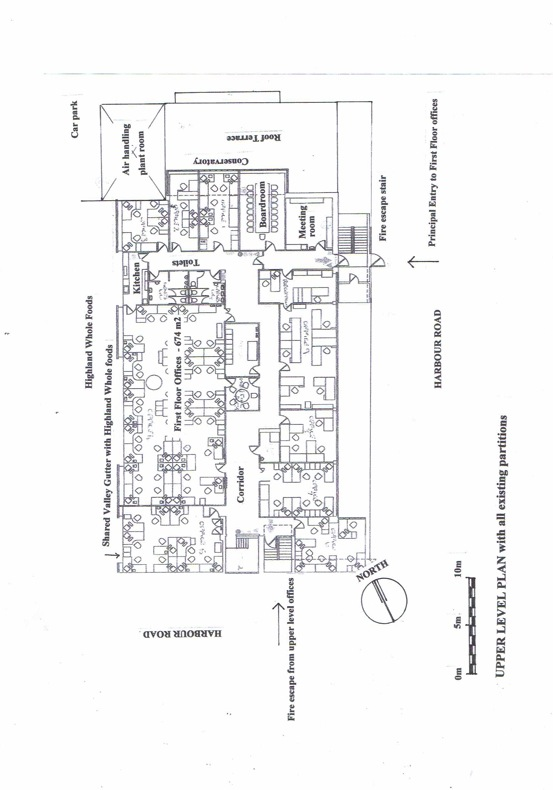 Car park
Highland Whole Foods
Shared Valley Gutter with Highland Whole foods
Air handling
plant room
Roof Terrace
Conservatory
Kitchen
Toilets
Boardroom
Meeting
room
First Floor Offices - 674 m2
Corridor
Fire escape stair
Principal Entry to First Floor offices
HARBOUR ROAD
HARBOUR ROAD
Fire escape from upper level offices
NORTH
0m
5m
10m
UPPER LEVEL PLAN with all existing partitions